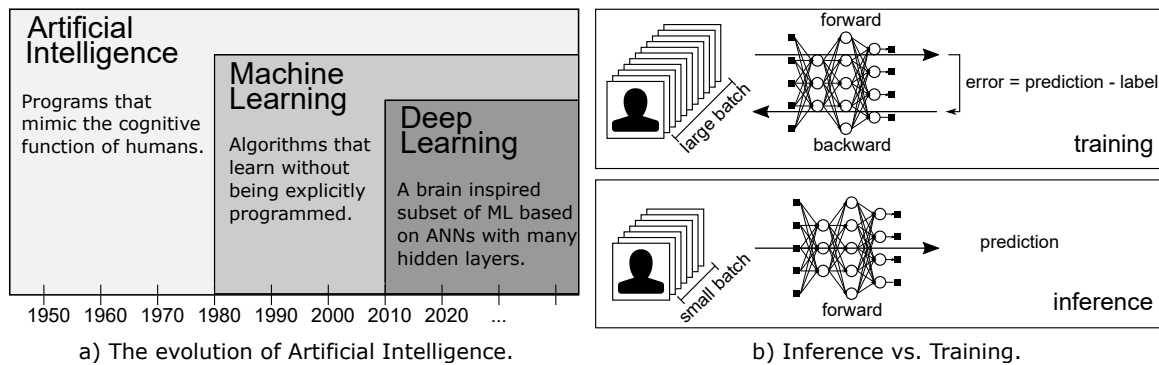 Artificial
Intelligence
Programs that
mimic the cognitive
function of humans.
Machine
Learning
Algorithms that
learn without
being explicitly
programmed.
Deep
Learning
A brain inspired
subset of ML based
on ANNs with many
hidden layers.
1950 1960 1970 1980 1990 2000 2010 2020 ...
a) The evolution of Artificial Intelligence.
forward
large batch
error = prediction - label
backward
training
small batch
prediction
forward
inference
b) Inference vs. Training.